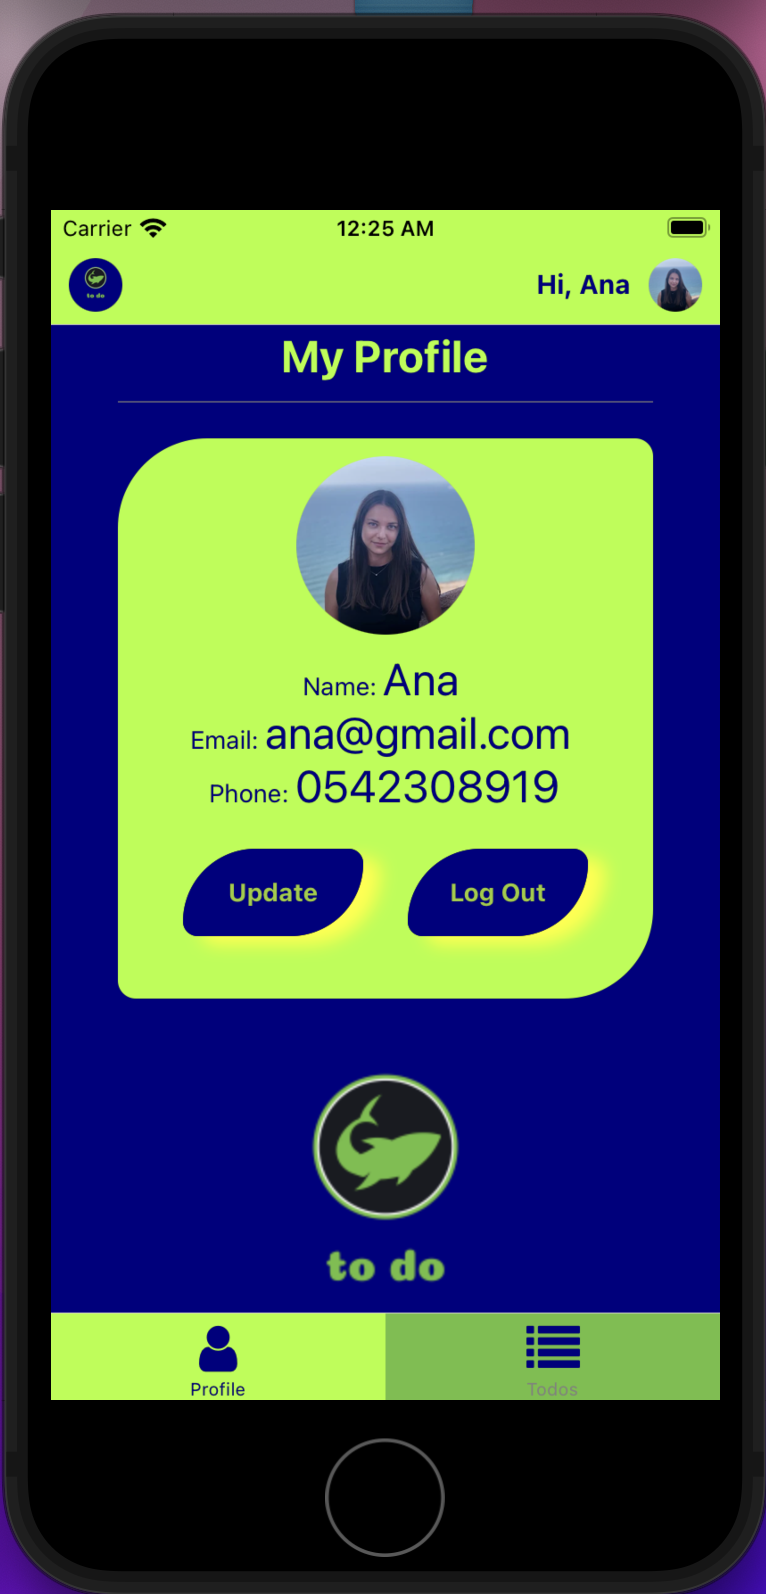 Carrier 12:25 AM
to do Hi, Ana
My Profile
Name: Ana
Email: ana@gmail.com
Phone: 0542308919
Update Log Out
to do
Profile Todos